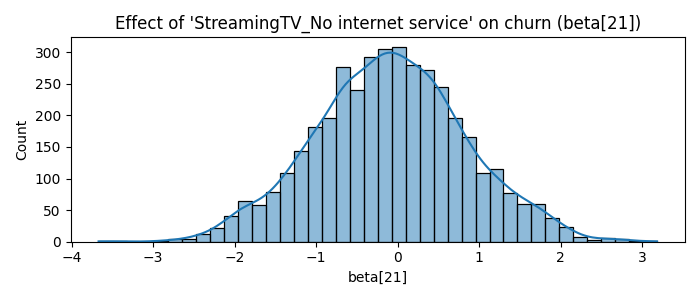 Effect of 'StreamingTV_No internet service' on churn (beta[21])
300
250
200
150
100
50
0
Count
−4 −3 −2 −1 0 1 2 3
beta[21]